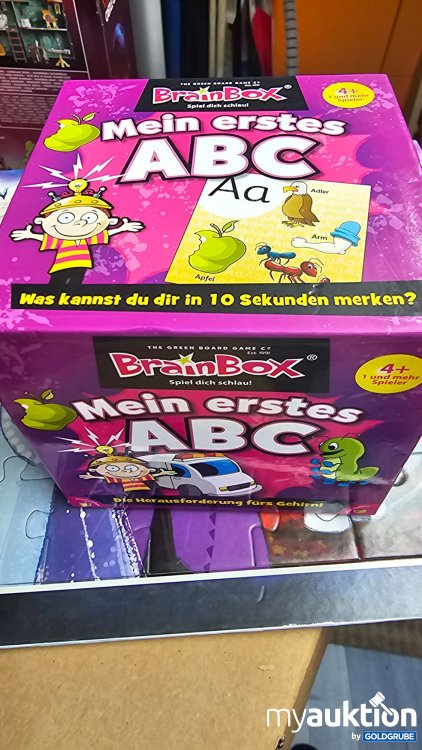 THE GREEN BOARD GAME CO
BrainBox®
Spiel dich schlau!
4+
1 und mehr
Spieler
Mein erstes
ABC
Aa
Adler
Arm
Apfel
Was kannst du dir in 10 Sekunden merken?
THE GREEN BOARD GAME CO
EST. 1991
BrainBox®
Spiel dich schlau!
4+
1 und mehr
Spieler
Mein erstes
ABC
Die Herausforderung fürs Gehirn!
myauktion
by GOLDGRUBE